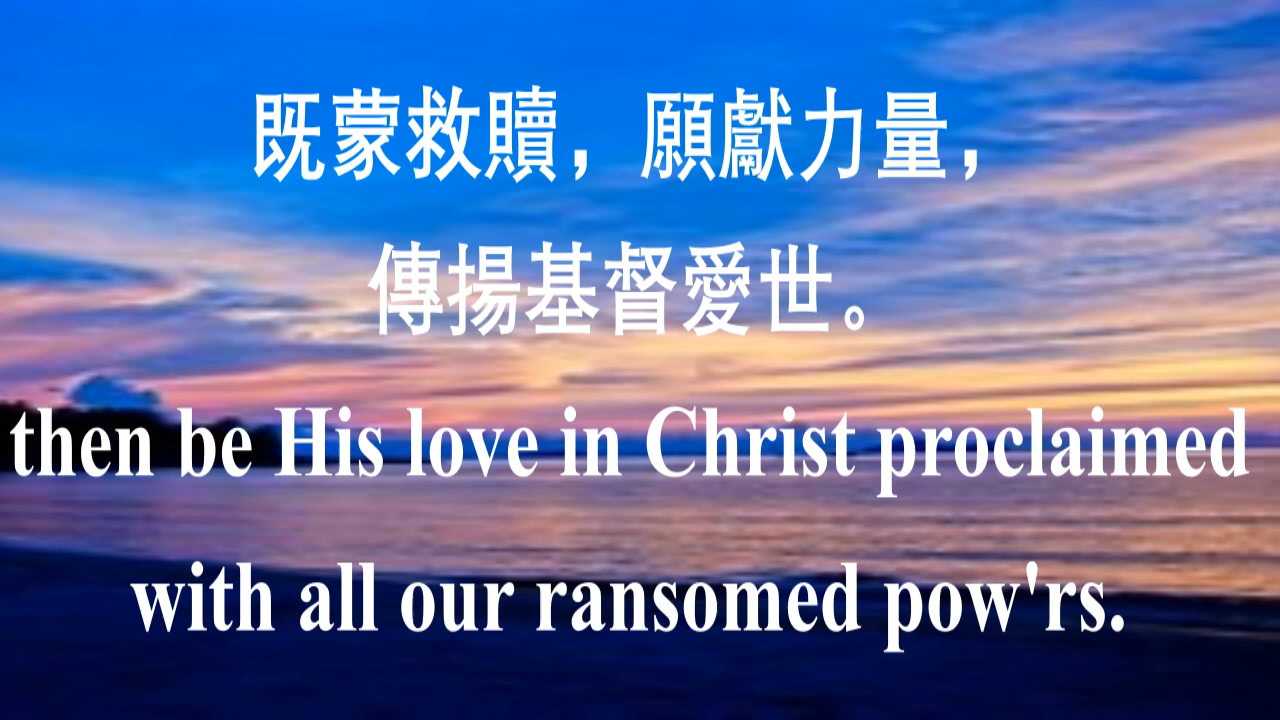 既蒙救贖，願獻力量，
傳揚基督愛世。
then be His love in Christ proclaimed
with all our ransomed pow'rs.